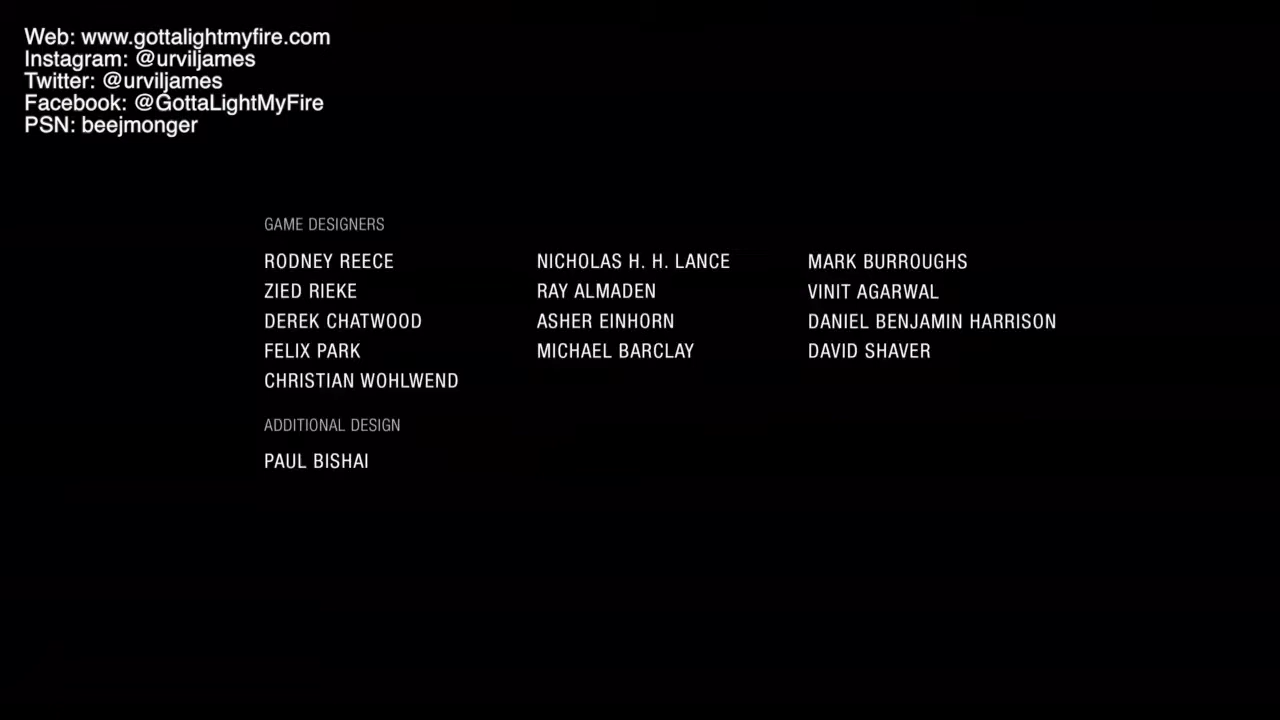 Web: www.gottalightmyfire.com
Instagram: @urviljames
Twitter: @urviljames
Facebook: @GottaLightMyFire
PSN: beejmonger
GAME DESIGNERS
RODNEY REECE NICHOLAS H. H. LANCE MARK BURROUGHS
ZIED RIEKE RAY ALMADEN VINIT AGARWAL
DEREK CHATWOOD ASHER EINHORN DANIEL BENJAMIN HARRISON
FELIX PARK MICHAEL BARCLAY DAVID SHAVER
CHRISTIAN WOHLWEND
ADDITIONAL DESIGN
PAUL BISHAI